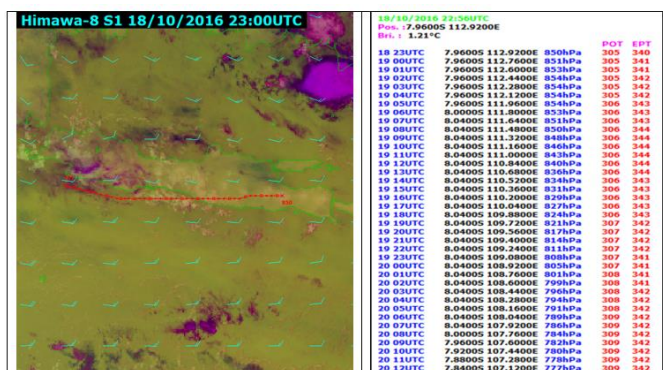 Himawa-8 S1 18/10/2016 23:00UTC
850
18/10/2016 22:56UTC
Pos. :7.9600S 112.9200E
Bri. : 1.21°C
POT EPT
18 23UTC 7.9600S 112.9200E 850hPa 305 340
19 00UTC 7.9600S 112.7600E 851hPa 305 341
19 01UTC 7.9600S 112.6000E 853hPa 305 341
19 02UTC 7.9600S 112.4400E 854hPa 305 342
19 03UTC 7.9600S 112.2800E 854hPa 305 342
19 04UTC 7.9600S 112.1200E 854hPa 305 342
19 05UTC 7.9600S 111.9600E 854hPa 306 343
19 06UTC 8.0000S 111.8000E 853hPa 306 343
19 07UTC 8.0400S 111.6400E 851hPa 306 343
19 08UTC 8.0400S 111.4800E 850hPa 306 344
19 09UTC 8.0400S 111.3200E 848hPa 306 344
19 10UTC 8.0400S 111.1600E 846hPa 306 344
19 11UTC 8.0400S 111.0000E 843hPa 306 344
19 12UTC 8.0400S 110.8400E 840hPa 306 344
19 13UTC 8.0400S 110.6800E 836hPa 306 344
19 14UTC 8.0400S 110.5200E 834hPa 306 343
19 15UTC 8.0400S 110.3600E 831hPa 306 343
19 16UTC 8.0400S 110.2000E 829hPa 306 343
19 17UTC 8.0400S 110.0400E 827hPa 306 343
19 18UTC 8.0400S 109.8800E 824hPa 306 343
19 19UTC 8.0400S 109.7200E 821hPa 307 343
19 20UTC 8.0400S 109.5600E 817hPa 307 342
19 21UTC 8.0400S 109.4000E 814hPa 307 342
19 22UTC 8.0400S 109.2400E 811hPa 307 342
19 23UTC 8.0400S 109.0800E 808hPa 307 341
20 00UTC 8.0400S 108.9200E 805hPa 307 341
20 01UTC 8.0400S 108.7600E 801hPa 308 341
20 02UTC 8.0400S 108.6000E 799hPa 308 341
20 03UTC 8.0400S 108.4400E 796hPa 308 342
20 04UTC 8.0400S 108.2800E 794hPa 308 342
20 05UTC 8.0400S 108.1600E 791hPa 308 342
20 06UTC 8.0400S 108.0400E 789hPa 309 342
20 07UTC 8.0400S 107.9200E 786hPa 309 342
20 08UTC 8.0000S 107.7600E 784hPa 309 342
20 09UTC 7.9600S 107.6000E 782hPa 309 342
20 10UTC 7.9200S 107.4400E 780hPa 309 342
20 11UTC 7.8800S 107.2800E 778hPa 309 342
20 12UTC 7.8400S 107.1200E 777hPa 309 342